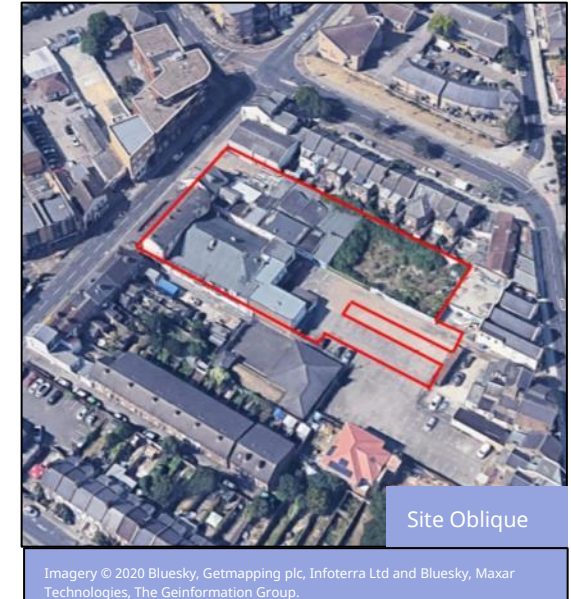 Site Oblique
Imagery © 2020 Bluesky, Getmapping plc, Infoterra Ltd and Bluesky, Maxar
Technologies, The Geinformation Group.